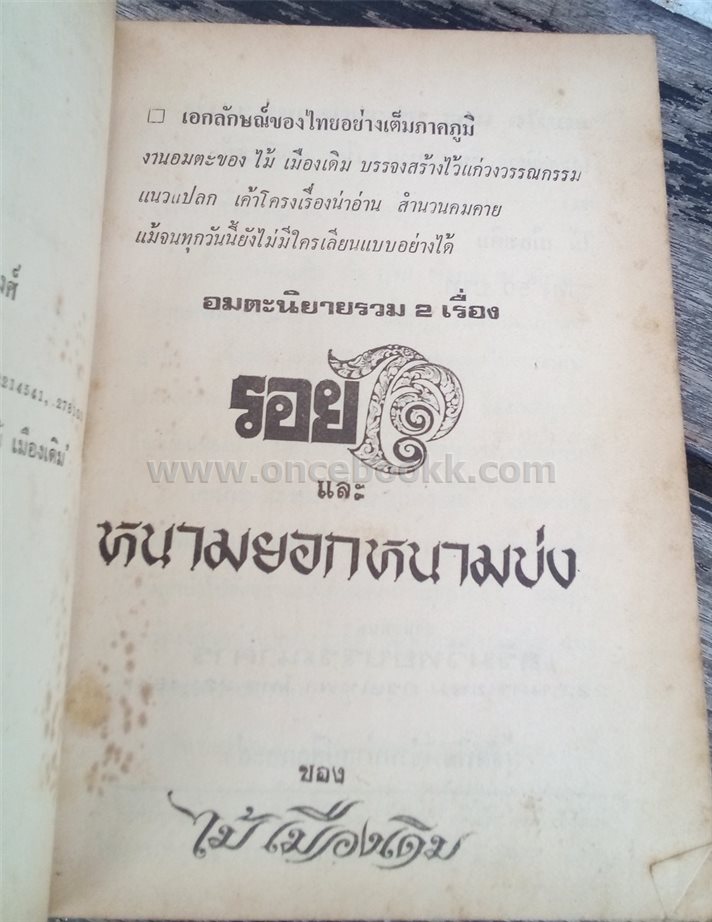 □ เอกลักษณ์ของไทยอย่างเต็มภาคภูมิ
งานอมตะของ ไม้ เมืองเดิม บรรจงสร้างไว้แก่วงวรรณกรรม
แนวแปลก เค้าโครงเรื่องน่าอ่าน สำนวนคมคาย
แม้จนทุกวันนี้ยังไม่มีใครเลียนแบบอย่างได้
อมตะนิยายรวม 2 เรื่อง
รอยไถ
www.oncebookk.com
และ
หนามยอกหนามบ่ง
ของ
ไม้ เมืองเดิม
214541,
เมืองเดิม